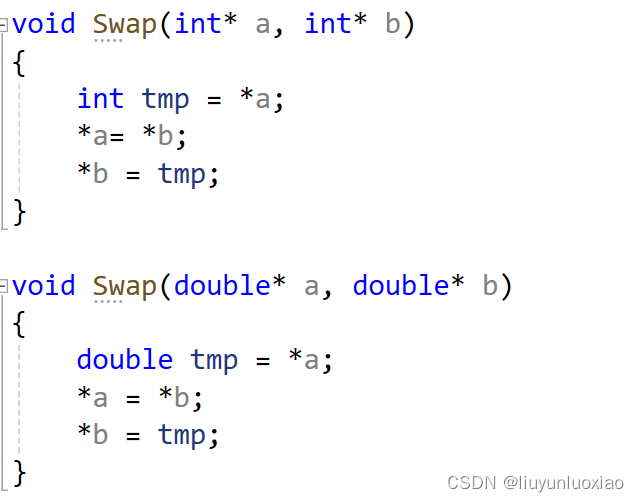 void Swap(int* a, int* b)
{
    int tmp = *a;
    *a= *b;
    *b = tmp;
}

void Swap(double* a, double* b)
{
    double tmp = *a;
    *a = *b;
    *b = tmp;
}
CSDN @liuyunluoxiao